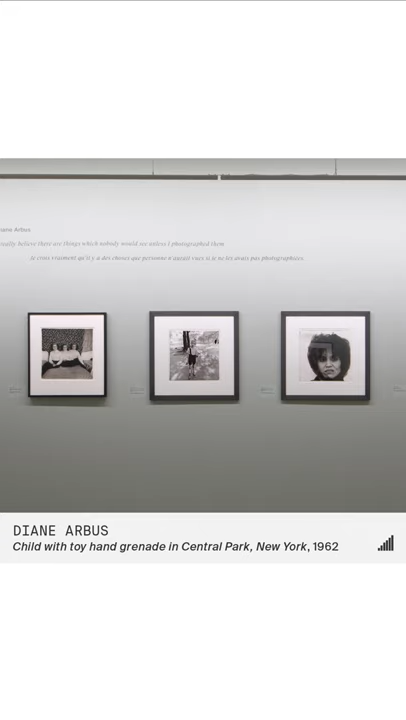 iane Arbus
really believe there are things which nobody would see unless I photographed them
Je crois vraiment qu'il y a des choses que personne n'aurait vues si je ne les avais pas photographiées.
DIANE ARBUS
Child with toy hand grenade in Central Park, New York, 1962